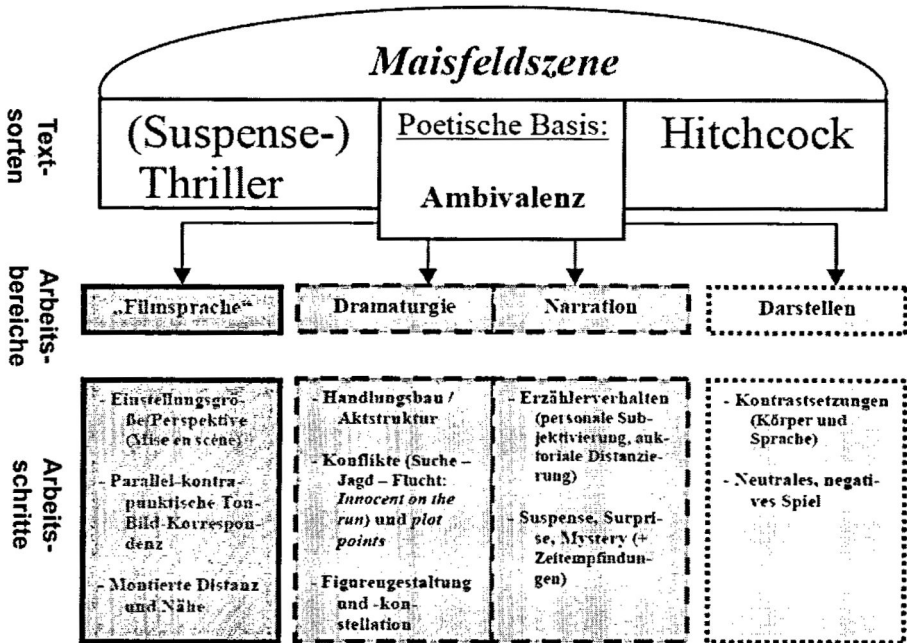 Maisfeldszene
Text-
sorten
(Suspense-)
Thriller
Poetische Basis:
Ambivalenz
Hitchcock
Arbeits-
bereiche
„Filmsprache“
Dramaturgie
Narration
Darstellen
Arbeits-
schritte
- Einstellungsgrö-
ße/Perspektive
(Mise en scène)
- Parallel-kontra-
punktische Ton-
Bild-Korrespon-
denz
- Montierte Distanz
und Nähe
- Handlungsbau /
Aktstruktur
- Konflikte (Suche –
Jagd – Flucht:
Innocent on the
run) und plot
points
- Figurengestaltung
und -kon-
stellation
- Erzählerverhalten
(personale Sub-
jektivierung, auk-
toriale Distanzie-
rung)
- Suspense, Surpri-
se, Mystery (+
Zeitempfindun-
gen)
- Kontrastsetzungen
(Körper und
Sprache)
- Neutrales, negati-
ves Spiel